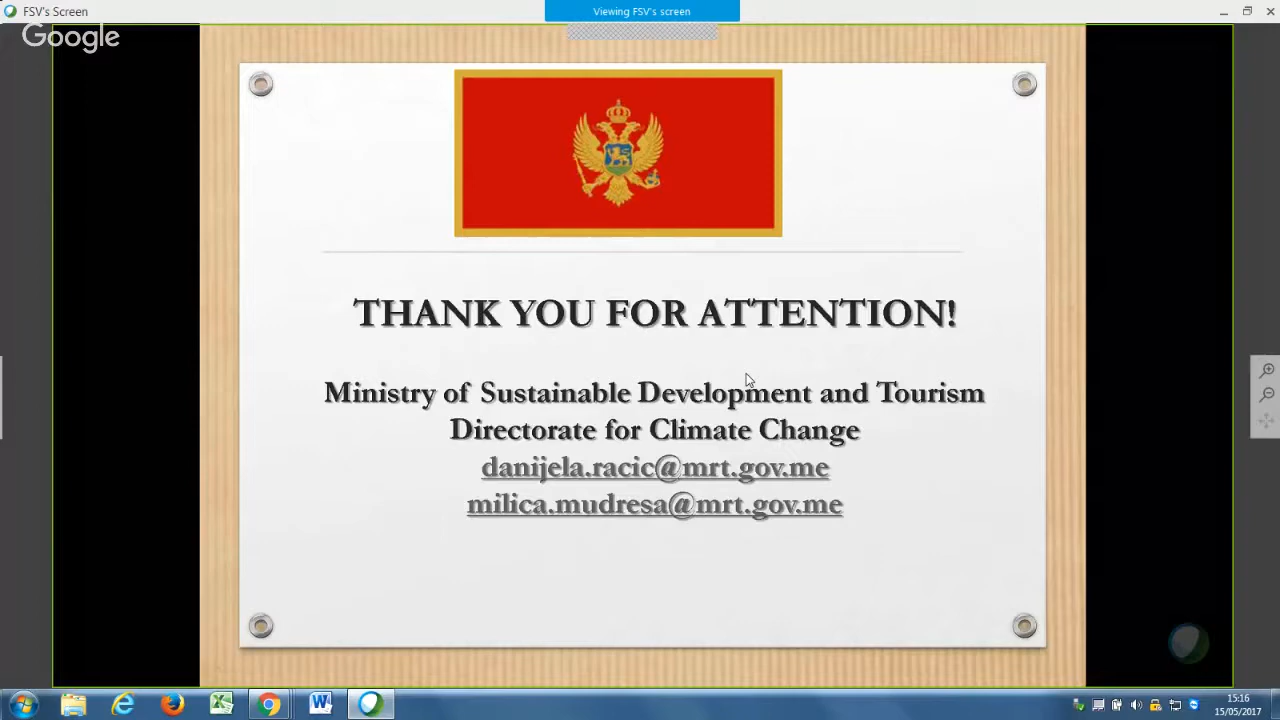 FSV's Screen
Viewing FSV's screen
Google
THANK YOU FOR ATTENTION!
Ministry of Sustainable Development and Tourism
Directorate for Climate Change
danijela.racic@mrt.gov.me
milica.mudresa@mrt.gov.me
15:16
15/05/2017